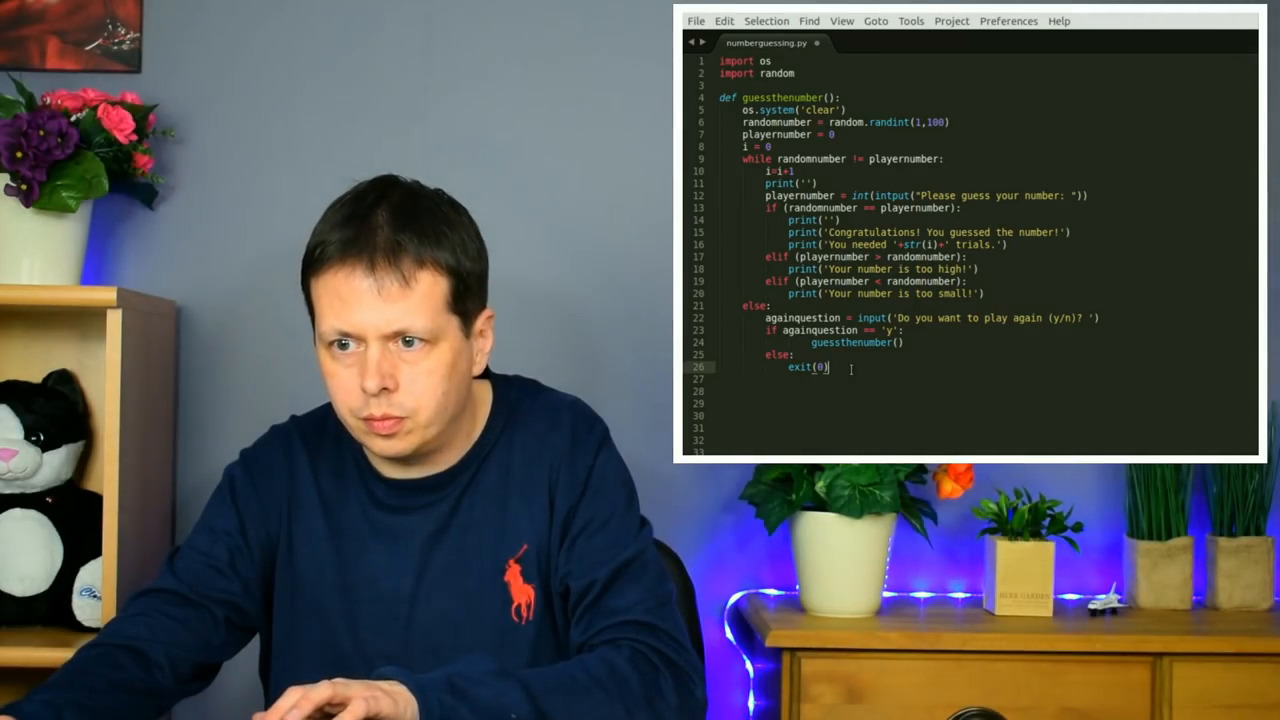 File Edit Selection Find View Goto Tools Project Preferences Help
numberguessing.py
1 import os
2 import random
3
4 def guessthenumber():
5 os.system('clear')
6 randomnumber = random.randint(1,100)
7 playernumber = 0
8 i = 0
9 while randomnumber != playernumber:
10 i=i+1
11 print('')
12 playernumber = int(intput("Please guess your number: "))
13 if (randomnumber == playernumber):
14 print('')
15 print('Congratulations! You guessed the number!')
16 print('You needed '+str(i)+' trials.')
17 elif (playernumber > randomnumber):
18 print('Your number is too high!')
19 elif (playernumber < randomnumber):
20 print('Your number is too small!')
21 else:
22 againquestion = input('Do you want to play again (y/n)? ')
23 if againquestion == 'y':
24 guessthenumber()
25 else:
26 exit(0)
27
28
29
30
31
32
33
HERB GARDEN